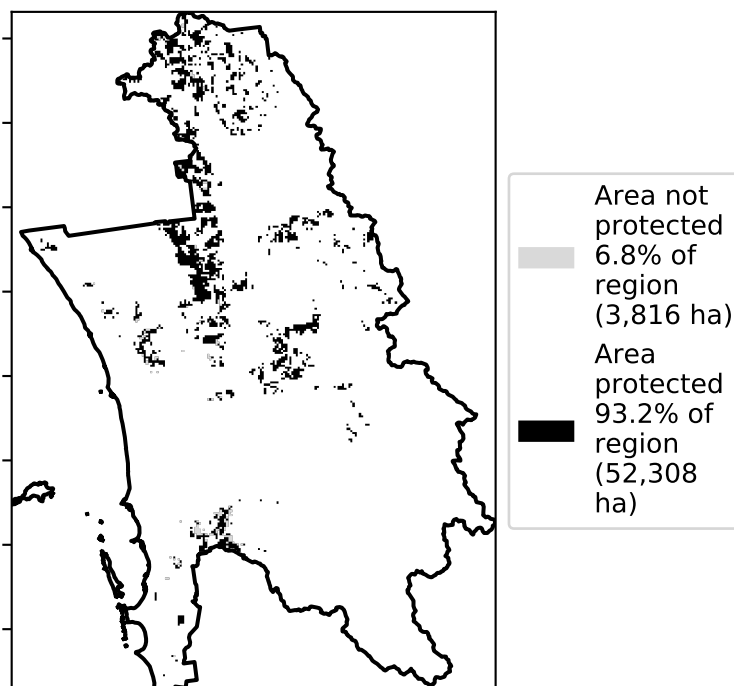 Area not
protected
6.8% of
region
(3,816 ha)
Area
protected
93.2% of
region
(52,308
ha)